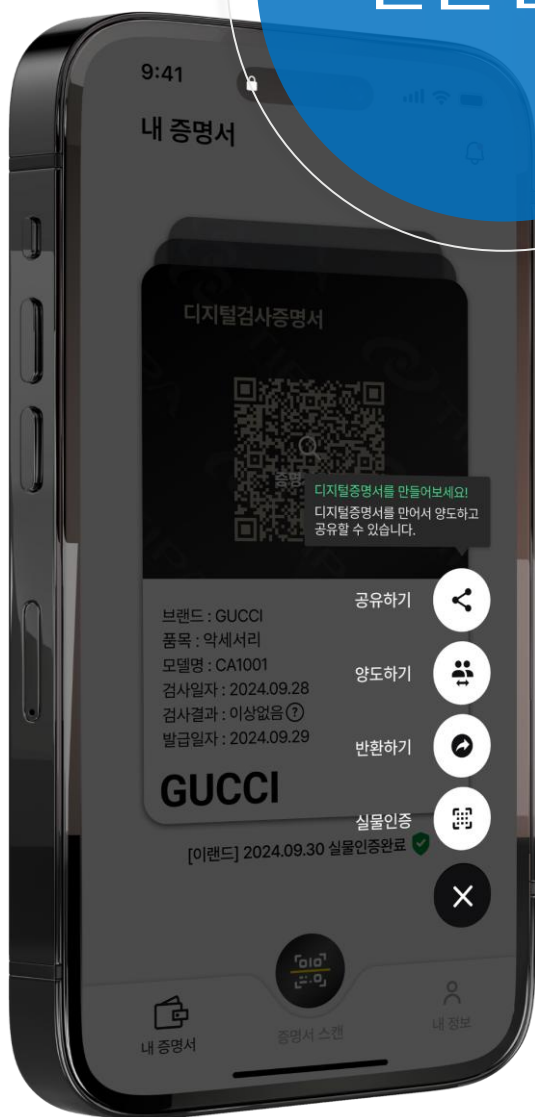 9:41
내 증명서
디지털검사증명서
디지털증명서를 만들어보세요!
디지털증명서를 만어서 양도하고
공유할 수 있습니다.
공유하기
브랜드 : GUCCI
품목 : 악세서리
양도하기
모델명 : CA1001
검사일자 : 2024.09.28
검사결과 : 이상없음 ?
반환하기
발급일자 : 2024.09.29
GUCCI
실물인증
[이랜드] 2024.09.30 실물인증완료
내 증명서
증명서 스캔
내 정보